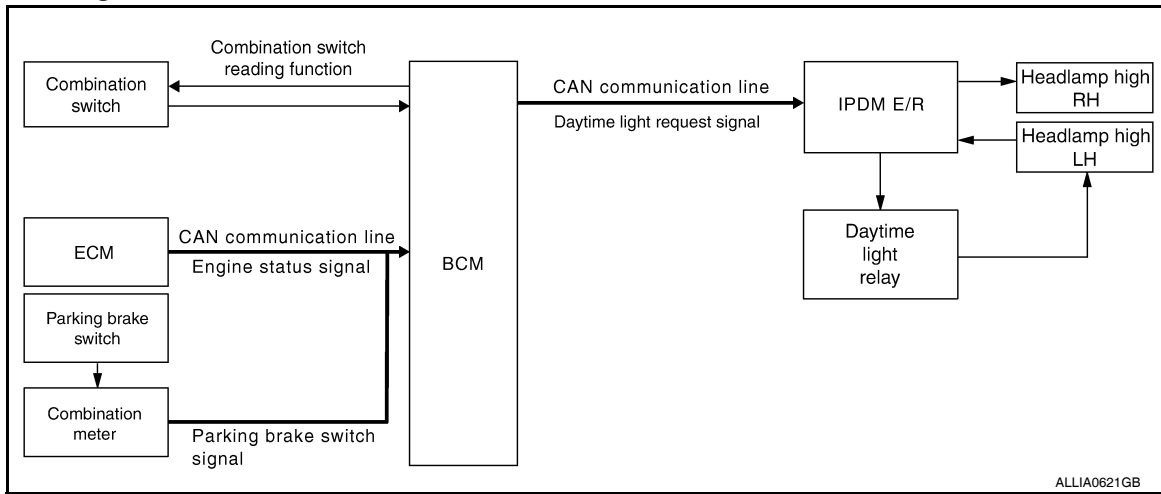 Combination switch
reading function
Combination
switch
BCM
CAN communication line
Daytime light request signal
IPDM E/R
Headlamp high
RH
Headlamp high
LH
Daytime
light
relay
ECM
CAN communication line
Engine status signal
Parking brake
switch
Combination
meter
Parking brake switch
signal
ALLIA0621GB